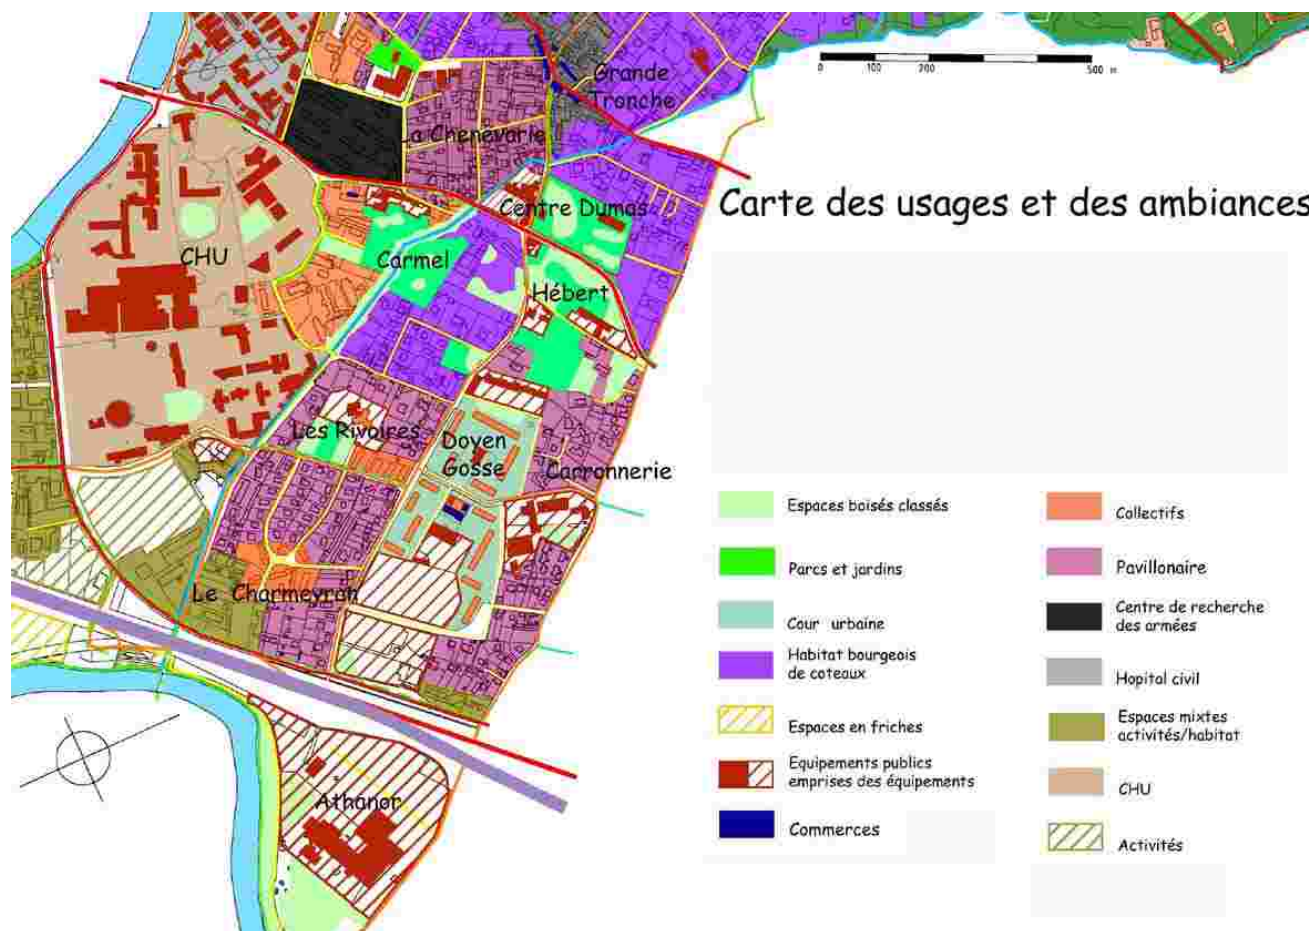 0 100 200 500 m
Grande
Tronche
La Chenevarie
Carte des usages et des ambiances
Centre Dumas
CHU
Carmel
Hébert
Les Rivoires
Doyen
Gosse
Carronnerie
Le Charmeyran
Athanor
Espaces boisés classés
Parcs et jardins
Cour urbaine
Habitat bourgeois
de coteaux
Espaces en friches
Equipements publics
emprises des équipements
Commerces
Collectifs
Pavillonaire
Centre de recherche
des armées
Hopital civil
Espaces mixtes
activités/habitat
CHU
Activités